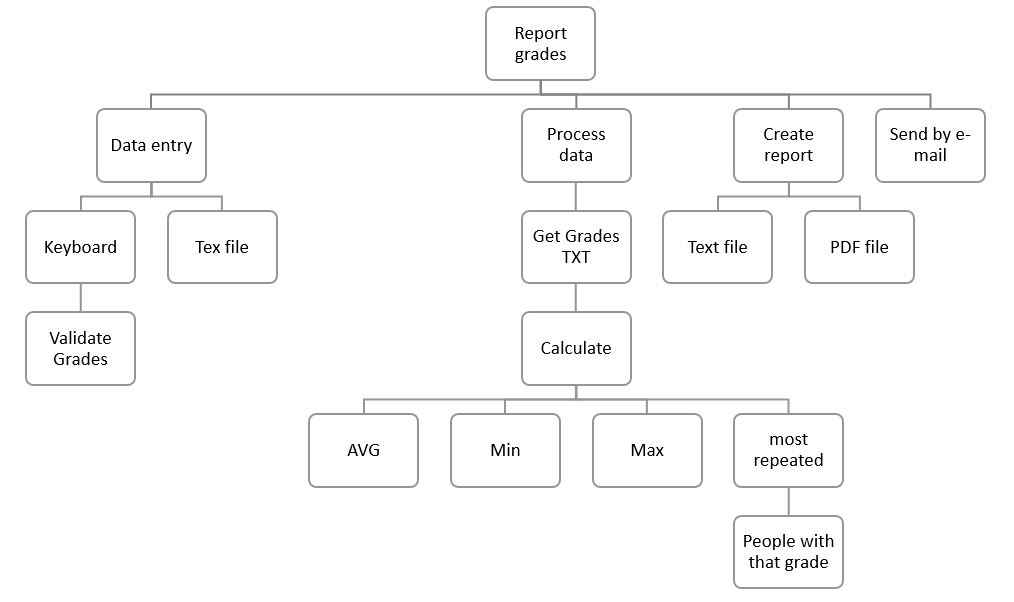 Report
grades
Data entry
Process
data
Create
report
Send by e-
mail
Keyboard
Tex file
Get Grades
TXT
Text file
PDF file
Validate
Grades
Calculate
AVG
Min
Max
most
repeated
People with
that grade